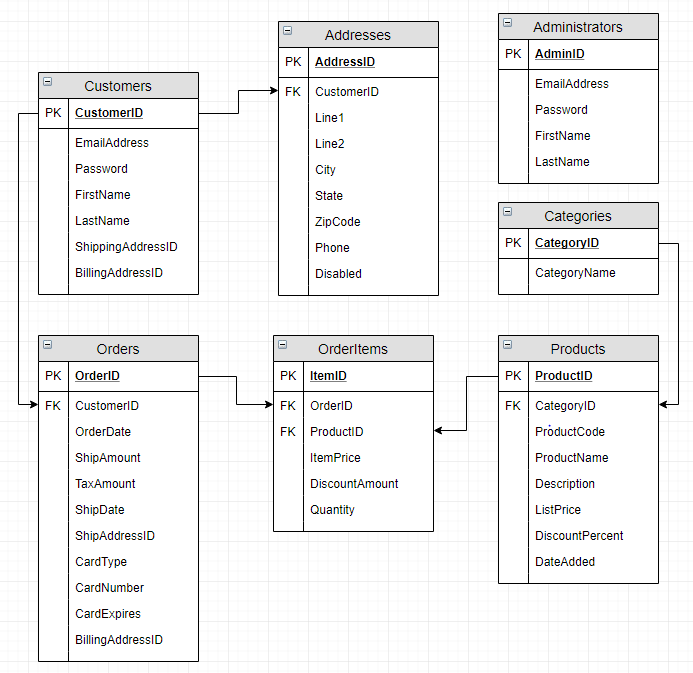 Customers
PK CustomerID
EmailAddress
Password
FirstName
LastName
ShippingAddressID
BillingAddressID
Addresses
PK AddressID
FK CustomerID
Line1
Line2
City
State
ZipCode
Phone
Disabled
Administrators
PK AdminID
EmailAddress
Password
FirstName
LastName
Categories
PK CategoryID
CategoryName
Orders
PK OrderID
FK CustomerID
OrderDate
ShipAmount
TaxAmount
ShipDate
ShipAddressID
CardType
CardNumber
CardExpires
BillingAddressID
OrderItems
PK ItemID
FK OrderID
FK ProductID
ItemPrice
DiscountAmount
Quantity
Products
PK ProductID
FK CategoryID
ProductCode
ProductName
Description
ListPrice
DiscountPercent
DateAdded